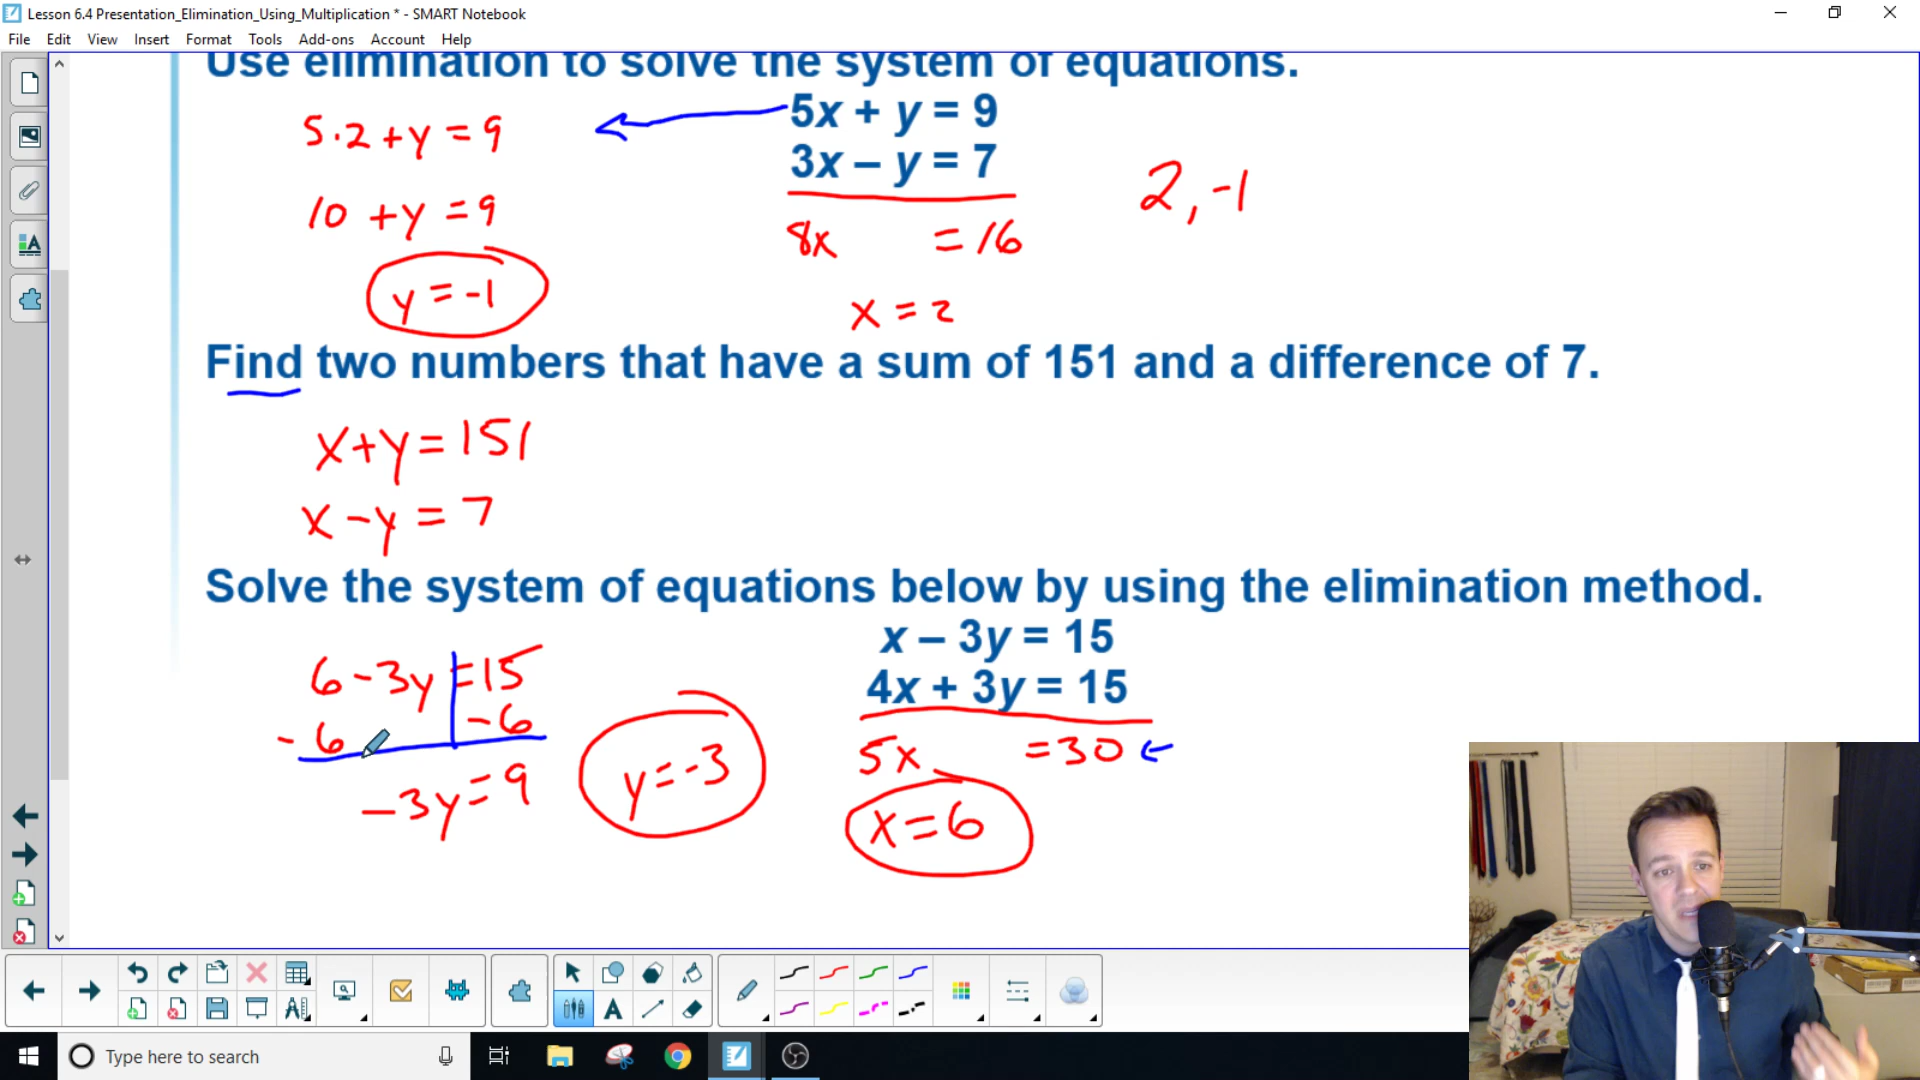 Lesson 6.4 Presentation_Elimination_Using_Multiplication * - SMART Notebook
File Edit View Insert Format Tools Add-ons Account Help
Use elimination to solve the system of equations.
5x + y = 9
3x – y = 7
8x = 16
x = 2
5·2 + y = 9
10 + y = 9
y = -1
2, -1
Find two numbers that have a sum of 151 and a difference of 7.
x + y = 151
x - y = 7
Solve the system of equations below by using the elimination method.
x – 3y = 15
4x + 3y = 15
5x = 30
x = 6
6 - 3y = 15
- 6 - 6
- 3y = 9
y = -3
Type here to search